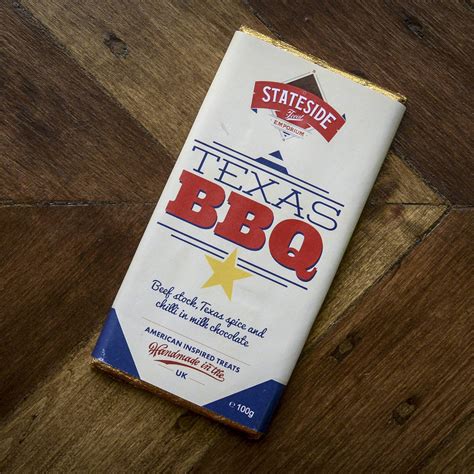 STATESIDE
Food
EMPORIUM
TEXAS
BBQ
Beef stock, Texas spice and
chilli in milk chocolate
AMERICAN INSPIRED TREATS
Handmade in the
UK
℮ 100g